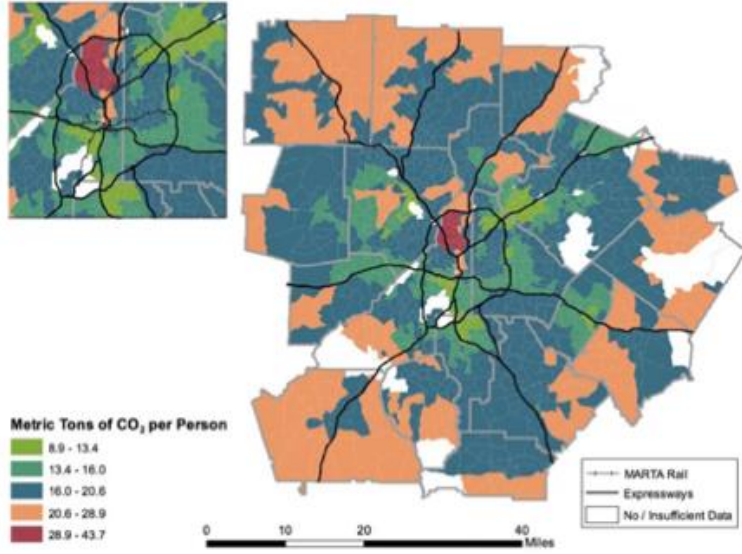 Metric Tons of CO₂ per Person
8.9 - 13.4
13.4 - 16.0
16.0 - 20.6
20.6 - 28.9
28.9 - 43.7
MARTA Rail
Expressways
No / Insufficient Data
0 10 20 40
Miles